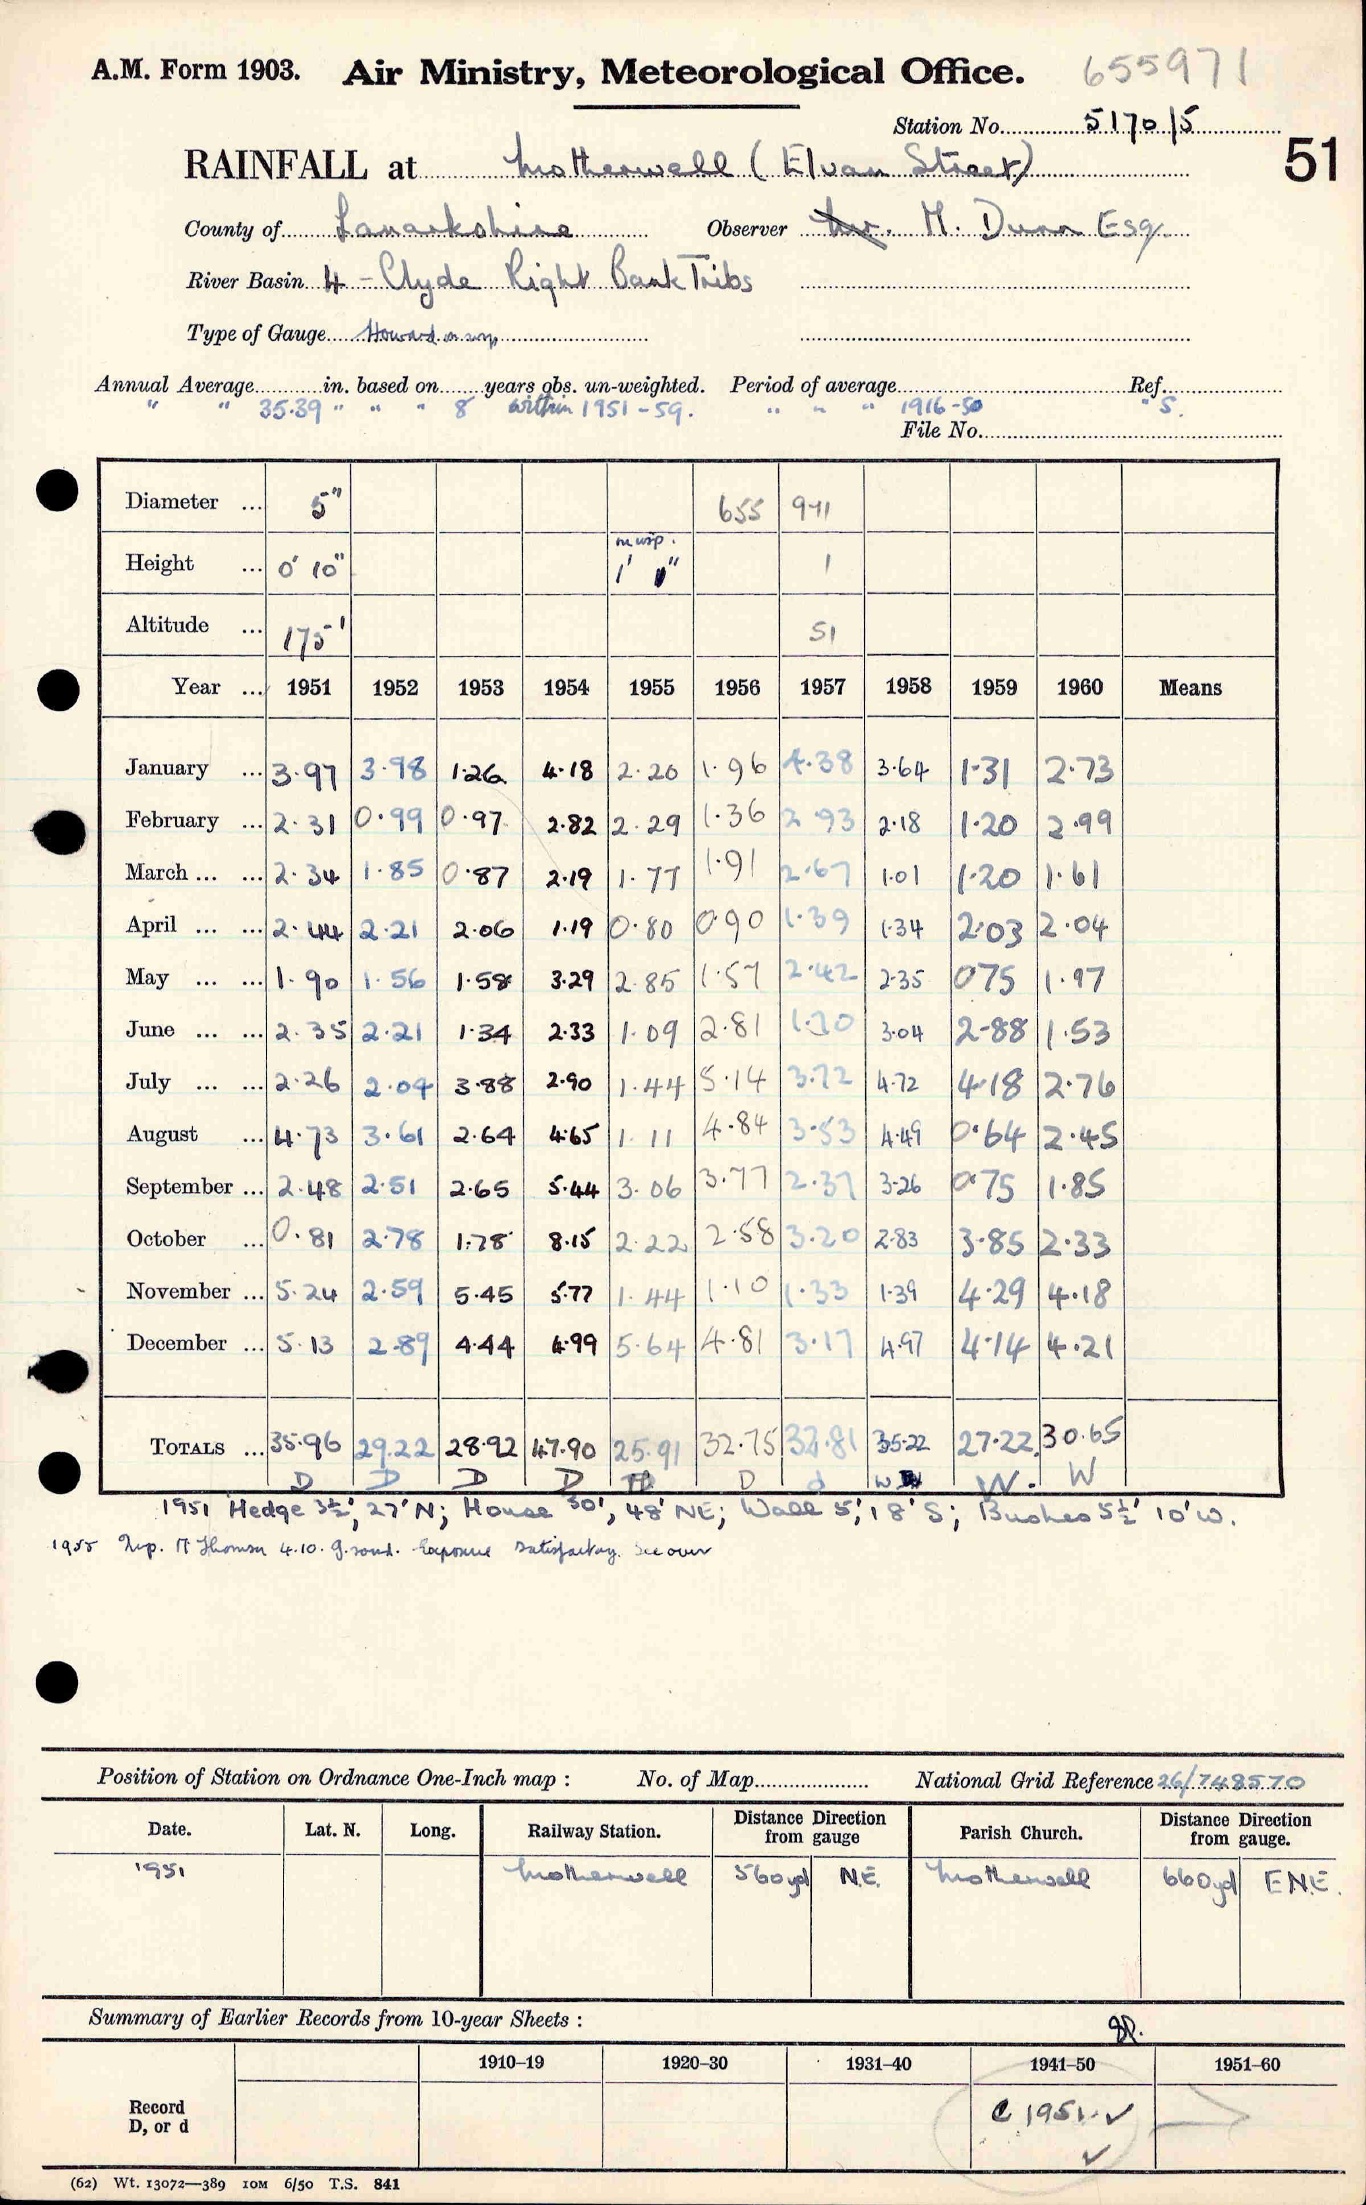 A.M. Form 1903. Air Ministry, Meteorological Office. 655971
Station No. 5170/5
RAINFALL at Motherwell (Elvan Street) 51
County of Lanarkshire Observer Mr. M. Dunn Esq.
River Basin 4 - Clyde Right Bank Tribs
Type of Gauge Howard on insp.
Annual Average in. based on years obs. un-weighted. Period of average Ref.
" " 35.39 " " " 8 within 1951-59. " " " 1916-50 " S.
File No.
Diameter ... 5" 655 971
Height ... 0' 10" on insp. 1' 0" 1
Altitude ... 175' 51
Year ... 1951 1952 1953 1954 1955 1956 1957 1958 1959 1960 Means
January ... 3.97 3.98 1.26 4.18 2.20 1.96 4.38 3.64 1.31 2.73
February ... 2.31 0.99 0.97 2.82 2.29 1.36 2.93 2.18 1.20 2.99
March ... ... 2.34 1.85 0.87 2.19 1.77 1.91 2.67 1.01 1.20 1.61
April ... ... 2.44 2.21 2.06 1.19 0.80 0.90 1.39 1.34 2.03 2.04
May ... ... 1.90 1.56 1.58 3.29 2.85 1.57 2.42 2.35 075 1.97
June ... ... 2.35 2.21 1.34 2.33 1.09 2.81 1.70 3.04 2.88 1.53
July ... ... 2.26 2.04 3.88 2.90 1.44 5.14 3.72 4.72 4.18 2.76
August ... 4.73 3.61 2.64 4.65 1.11 4.84 3.53 4.49 0.64 2.45
September ... 2.48 2.51 2.65 5.44 3.06 3.77 2.37 3.26 0.75 1.85
October ... 0.81 2.78 1.78 8.15 2.22 2.58 3.20 2.83 3.85 2.33
November ... 5.24 2.59 5.45 5.77 1.44 1.10 1.33 1.39 4.29 4.18
December ... 5.13 2.89 4.44 4.99 5.64 4.81 3.17 4.97 4.14 4.21
TOTALS ... 35.96 29.22 28.92 47.90 25.91 32.75 32.81 35.22 27.22 30.65
D D D D D D d W W. W
1951 Hedge 3½', 27' N; House 30', 48' NE; Wall 5', 18' S; Bushes 5½' 10' W.
1955 Insp. Thomson 4.10. Exposure satisfactory. See over
Position of Station on Ordnance One-Inch map : No. of Map National Grid Reference 26/748570
Date. Lat. N. Long. Railway Station. Distance Direction from gauge Parish Church. Distance Direction from gauge.
1951 Motherwell 560yd N.E. Motherwell 660yd E.N.E.
Summary of Earlier Records from 10-year Sheets :
1910–19 1920–30 1931–40 1941–50 1951–60
Record
D, or d
C 1951 ✓
✓
(62) Wt. 13072—389 10M 6/50 T.S. 841